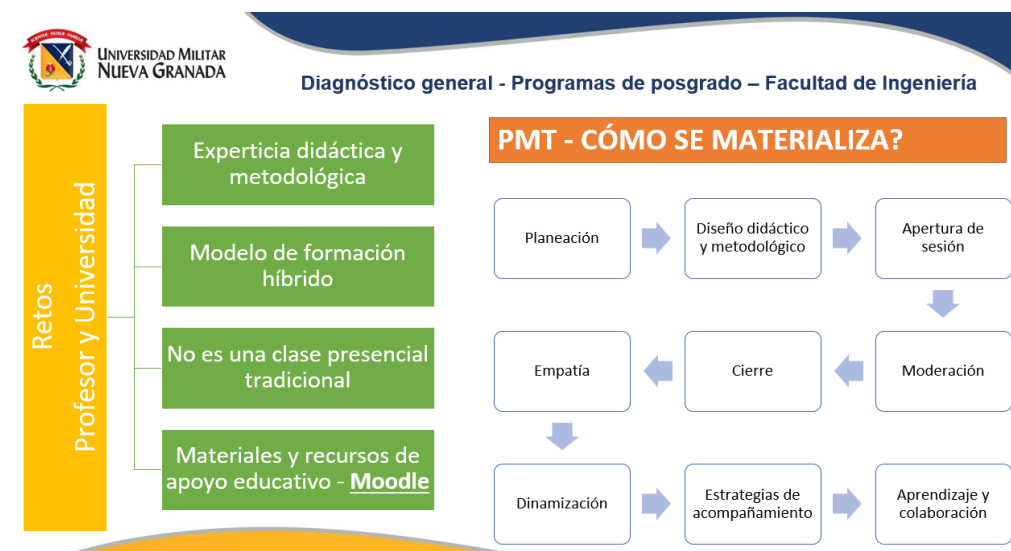 UNIVERSIDAD MILITAR
NUEVA GRANADA
Diagnóstico general - Programas de posgrado – Facultad de Ingeniería
Retos
Profesor y Universidad
Experticia didáctica y
metodológica
Modelo de formación
híbrido
No es una clase presencial
tradicional
Materiales y recursos de
apoyo educativo - Moodle
PMT - CÓMO SE MATERIALIZA?
Planeación
Diseño didáctico
y metodológico
Apertura de
sesión
Moderación
Cierre
Empatía
Dinamización
Estrategias de
acompañamiento
Aprendizaje y
colaboración